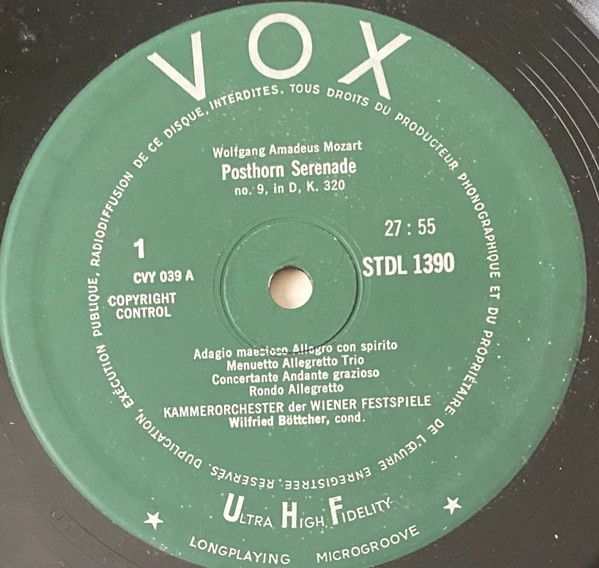 VOX
TOUS DROITS DU PRODUCTEUR PHONOGRAPHIQUE ET DU PROPRIÉTAIRE DE L'ŒUVRE ENREGISTREE. RÉSERVÉS. DUPLICATION, EXÉCUTION PUBLIQUE, RADIODIFFUSION DE CE DISQUE, INTERDITES.
Wolfgang Amadeus Mozart
Posthorn Serenade
no. 9, in D, K. 320
27 : 55
1
STDL 1390
CVY 039 A
COPYRIGHT
CONTROL
Adagio maestoso Allegro con spirito
Menuetto Allegretto Trio
Concertante Andante grazioso
Rondo Allegretto
KAMMERORCHESTER der WIENER FESTSPIELE
Wilfried Böttcher, cond.
ULTRA HIGH FIDELITY
LONGPLAYING MICROGROOVE